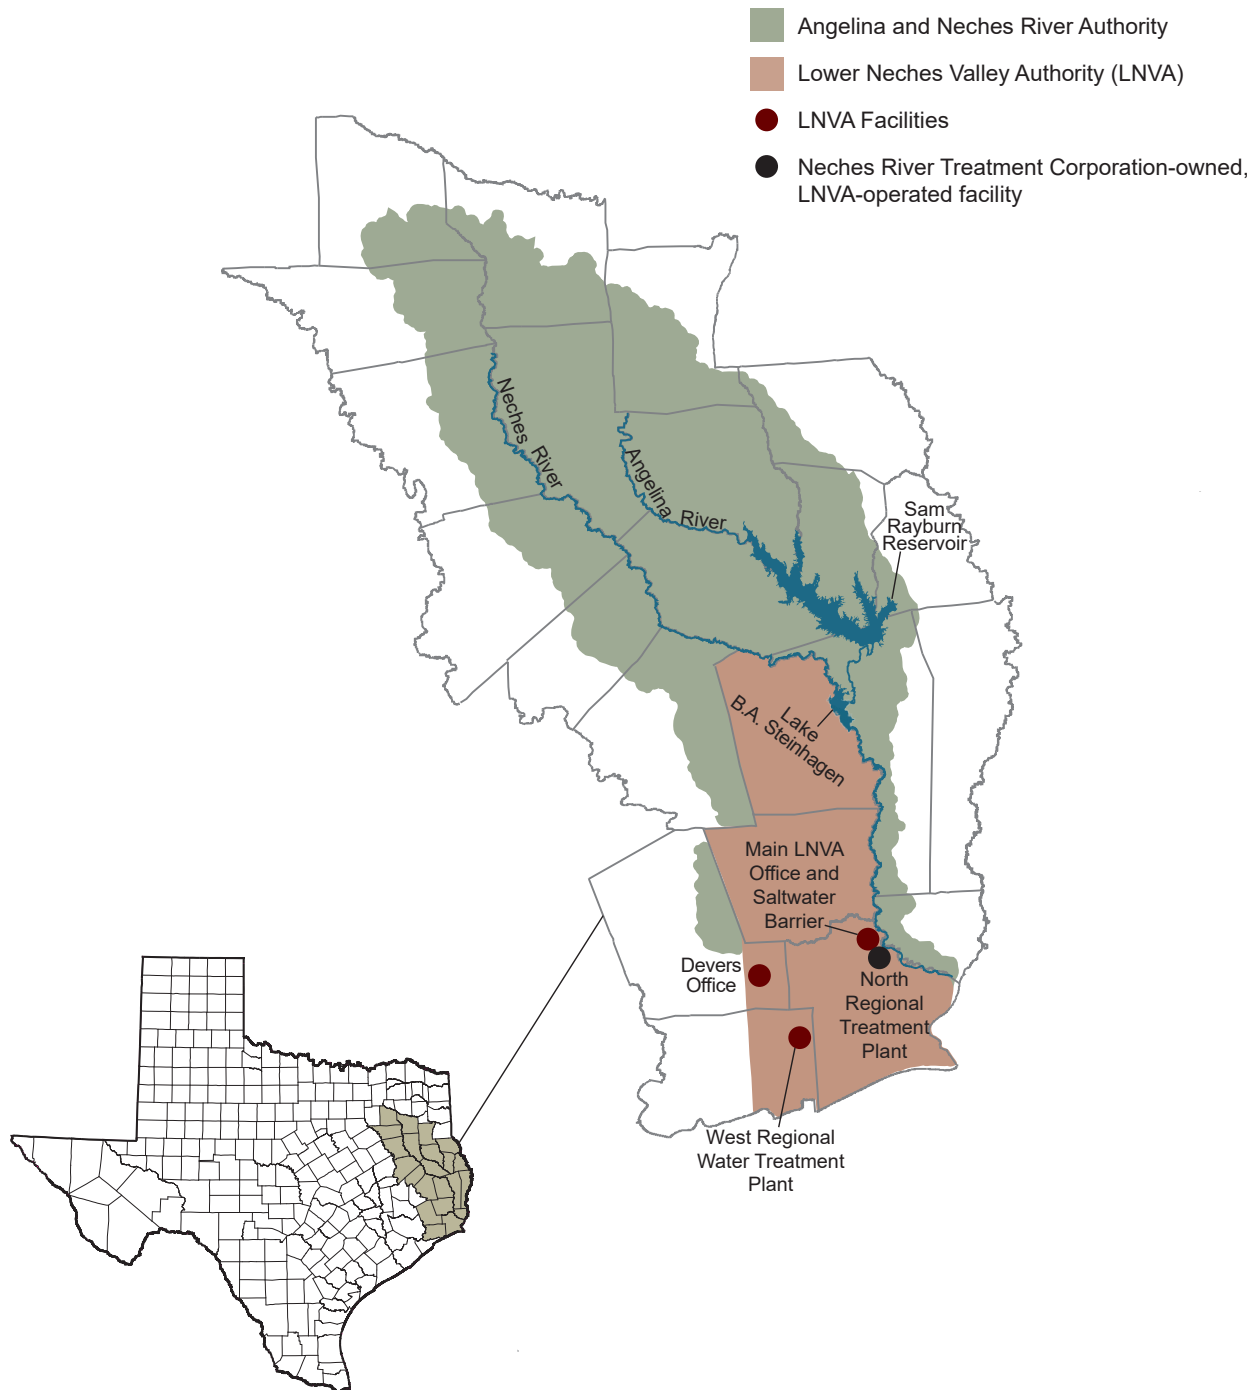 Angelina and Neches River Authority
Lower Neches Valley Authority (LNVA)
LNVA Facilities
Neches River Treatment Corporation-owned,
LNVA-operated facility
Neches River
Angelina River
Sam
Rayburn
Reservoir
Lake
B.A. Steinhagen
Main LNVA
Office and
Saltwater
Barrier
Devers
Office
North
Regional
Treatment
Plant
West Regional
Water Treatment
Plant